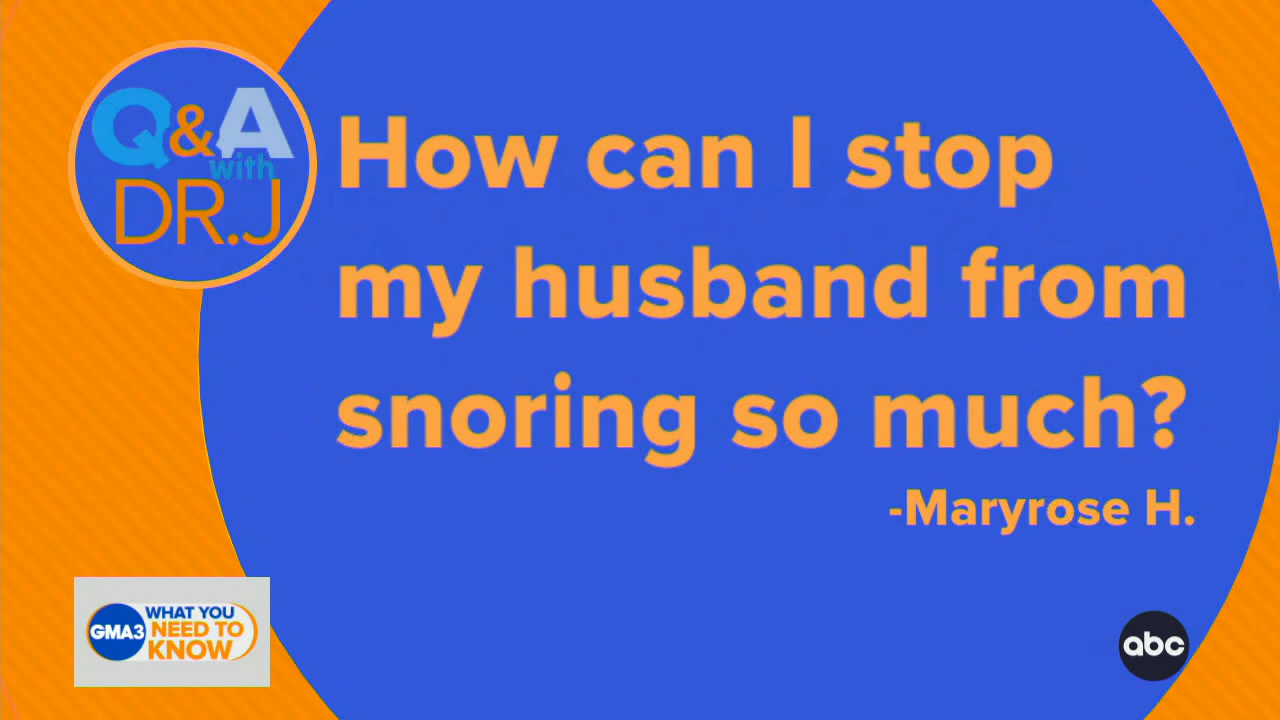 Q&A
with
DR.J
How can I stop
my husband from
snoring so much?
-Maryrose H.
GMA3
WHAT YOU
NEED TO
KNOW
abc